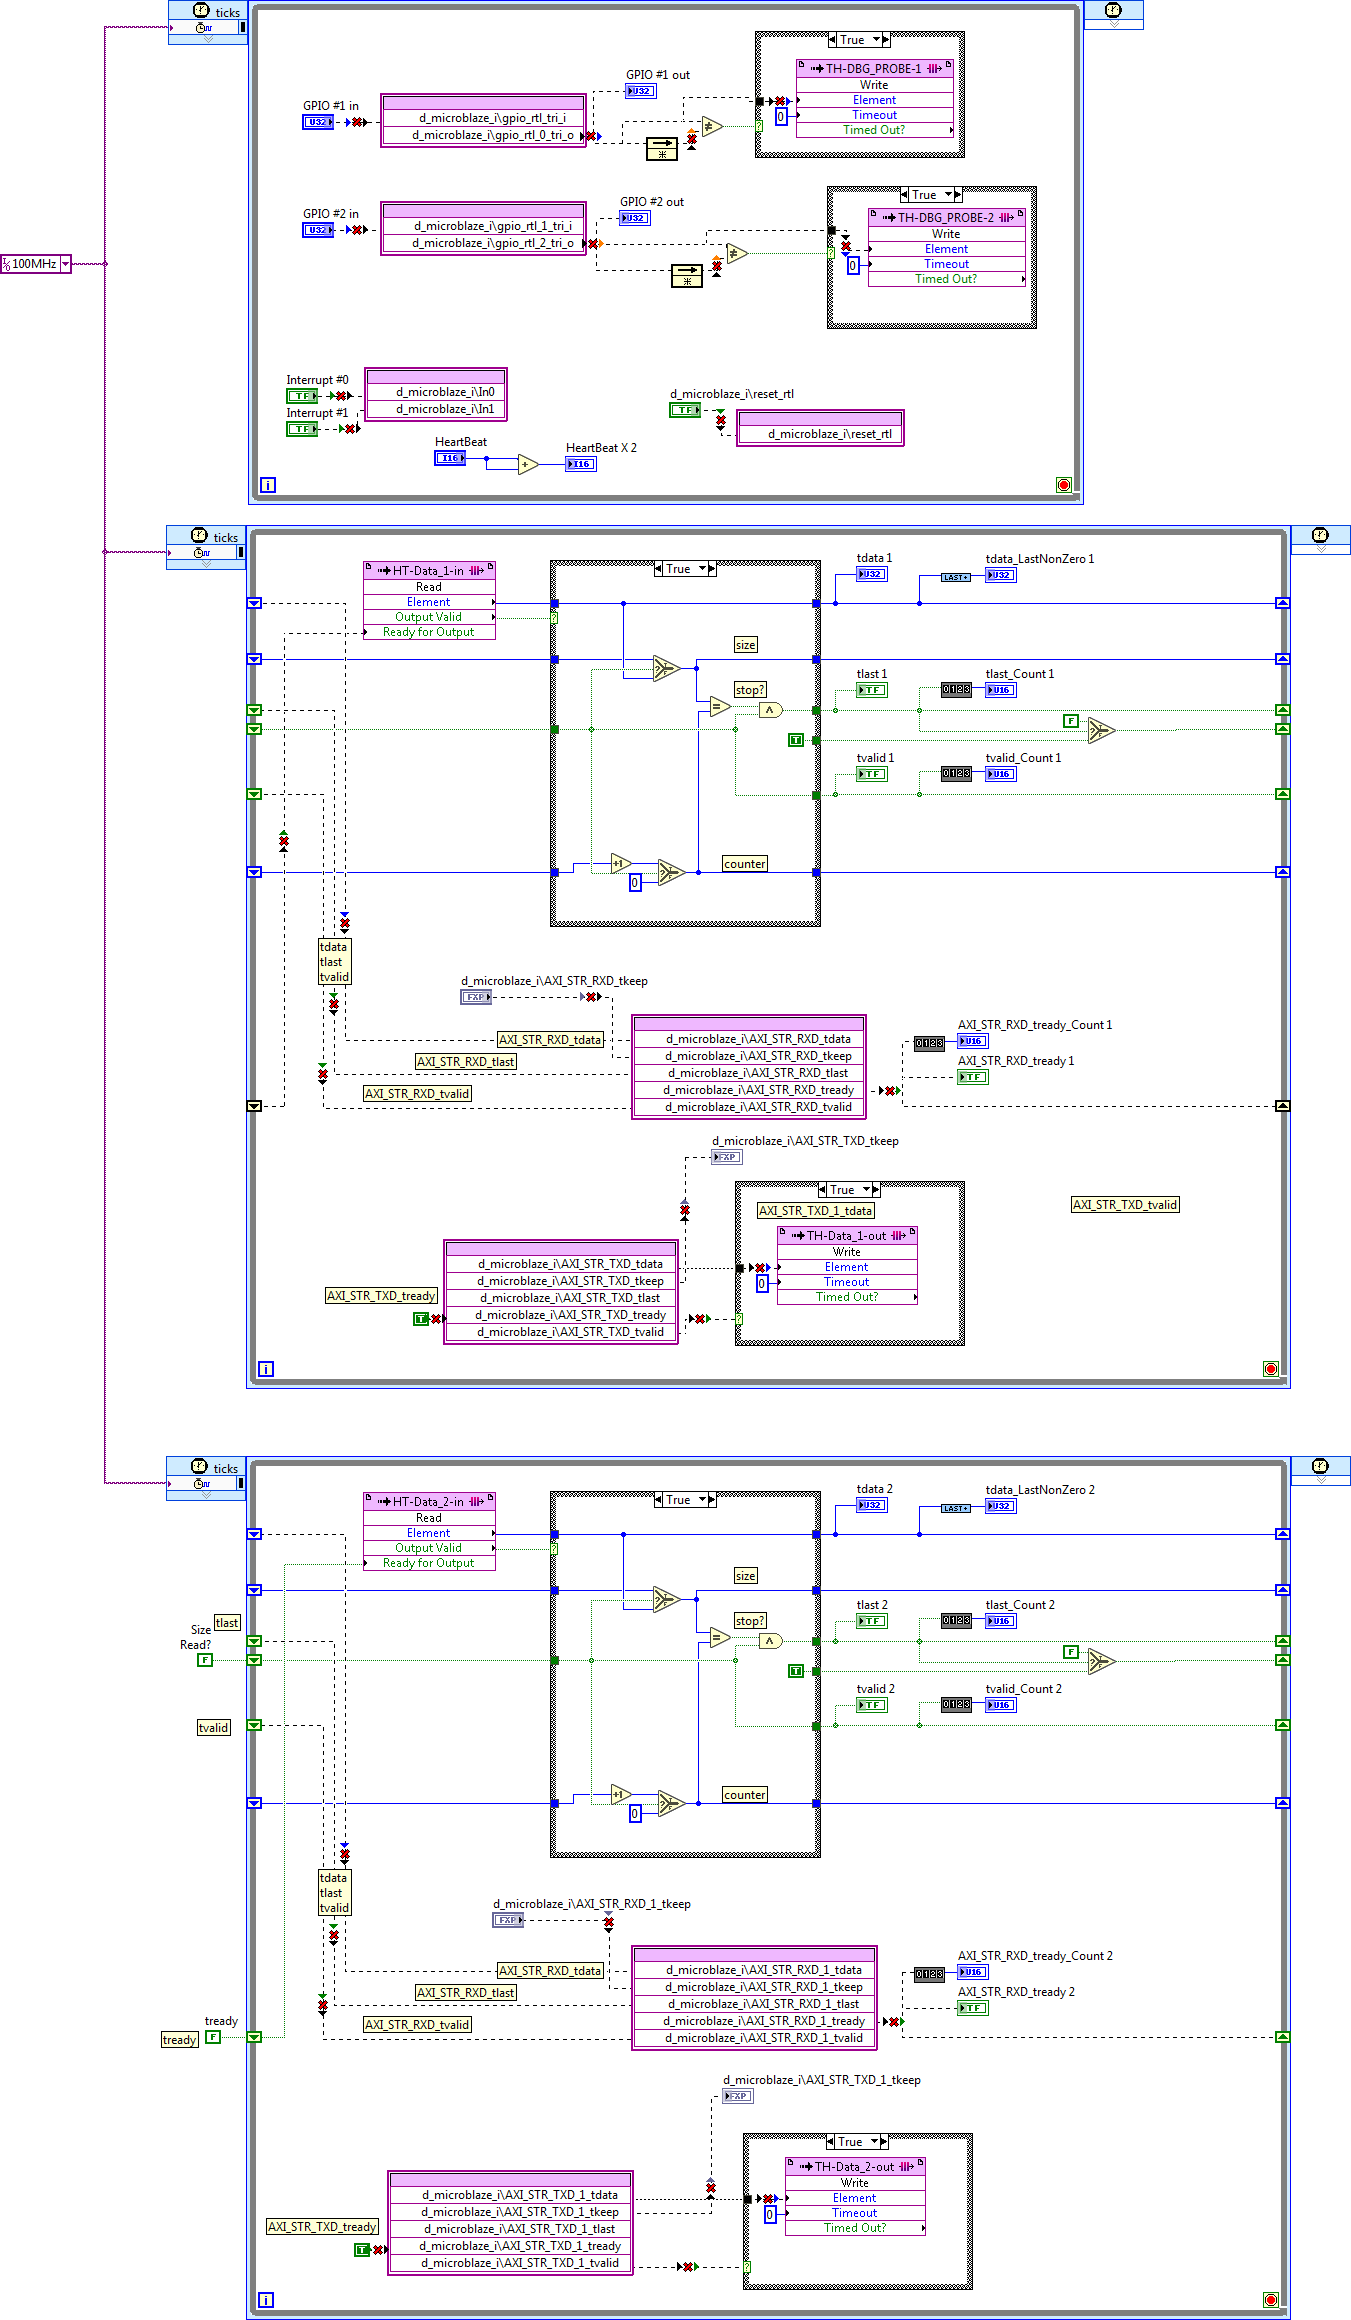 ticks
100MHz
True
TH-DBG_PROBE-1
Write
Element
Timeout
Timed Out?
0
GPIO #1 out
U32
GPIO #1 in
U32
d_microblaze_i\gpio_rtl_tri_i
d_microblaze_i\gpio_rtl_0_tri_o
True
TH-DBG_PROBE-2
Write
Element
Timeout
Timed Out?
0
GPIO #2 out
U32
GPIO #2 in
U32
d_microblaze_i\gpio_rtl_1_tri_i
d_microblaze_i\gpio_rtl_2_tri_o
Interrupt #0
TF
Interrupt #1
TF
d_microblaze_i\In0
d_microblaze_i\In1
d_microblaze_i\reset_rtl
TF
d_microblaze_i\reset_rtl
HeartBeat
I16
HeartBeat X 2
I16
i
ticks
HT-Data_1-in
Read
Element
Output Valid
Ready for Output
True
size
stop?
T
counter
+1
0
tdata 1
U32
tdata_LastNonZero 1
LAST+
U32
tlast 1
TF
tlast_Count 1
0123
U16
F
tvalid 1
TF
tvalid_Count 1
0123
U16
tdata
tlast
tvalid
d_microblaze_i\AXI_STR_RXD_tkeep
FXP
AXI_STR_RXD_tdata
AXI_STR_RXD_tlast
AXI_STR_RXD_tvalid
d_microblaze_i\AXI_STR_RXD_tdata
d_microblaze_i\AXI_STR_RXD_tkeep
d_microblaze_i\AXI_STR_RXD_tlast
d_microblaze_i\AXI_STR_RXD_tready
d_microblaze_i\AXI_STR_RXD_tvalid
AXI_STR_RXD_tready_Count 1
0123
U16
AXI_STR_RXD_tready 1
TF
d_microblaze_i\AXI_STR_TXD_tkeep
FXP
True
AXI_STR_TXD_1_tdata
TH-Data_1-out
Write
Element
Timeout
Timed Out?
0
AXI_STR_TXD_tvalid
AXI_STR_TXD_tready
T
d_microblaze_i\AXI_STR_TXD_tdata
d_microblaze_i\AXI_STR_TXD_tkeep
d_microblaze_i\AXI_STR_TXD_tlast
d_microblaze_i\AXI_STR_TXD_tready
d_microblaze_i\AXI_STR_TXD_tvalid
i
ticks
HT-Data_2-in
Read
Element
Output Valid
Ready for Output
True
size
stop?
T
counter
+1
0
tdata 2
U32
tdata_LastNonZero 2
LAST+
U32
tlast 2
TF
tlast_Count 2
0123
U16
F
tvalid 2
TF
tvalid_Count 2
0123
U16
tlast
Size
Read?
F
tvalid
tdata
tlast
tvalid
d_microblaze_i\AXI_STR_RXD_1_tkeep
FXP
AXI_STR_RXD_tdata
AXI_STR_RXD_tlast
AXI_STR_RXD_tvalid
tready
tready
F
d_microblaze_i\AXI_STR_RXD_1_tdata
d_microblaze_i\AXI_STR_RXD_1_tkeep
d_microblaze_i\AXI_STR_RXD_1_tlast
d_microblaze_i\AXI_STR_RXD_1_tready
d_microblaze_i\AXI_STR_RXD_1_tvalid
AXI_STR_RXD_tready_Count 2
0123
U16
AXI_STR_RXD_tready 2
TF
d_microblaze_i\AXI_STR_TXD_1_tkeep
FXP
True
TH-Data_2-out
Write
Element
Timeout
Timed Out?
0
AXI_STR_TXD_tready
T
d_microblaze_i\AXI_STR_TXD_1_tdata
d_microblaze_i\AXI_STR_TXD_1_tkeep
d_microblaze_i\AXI_STR_TXD_1_tlast
d_microblaze_i\AXI_STR_TXD_1_tready
d_microblaze_i\AXI_STR_TXD_1_tvalid
i